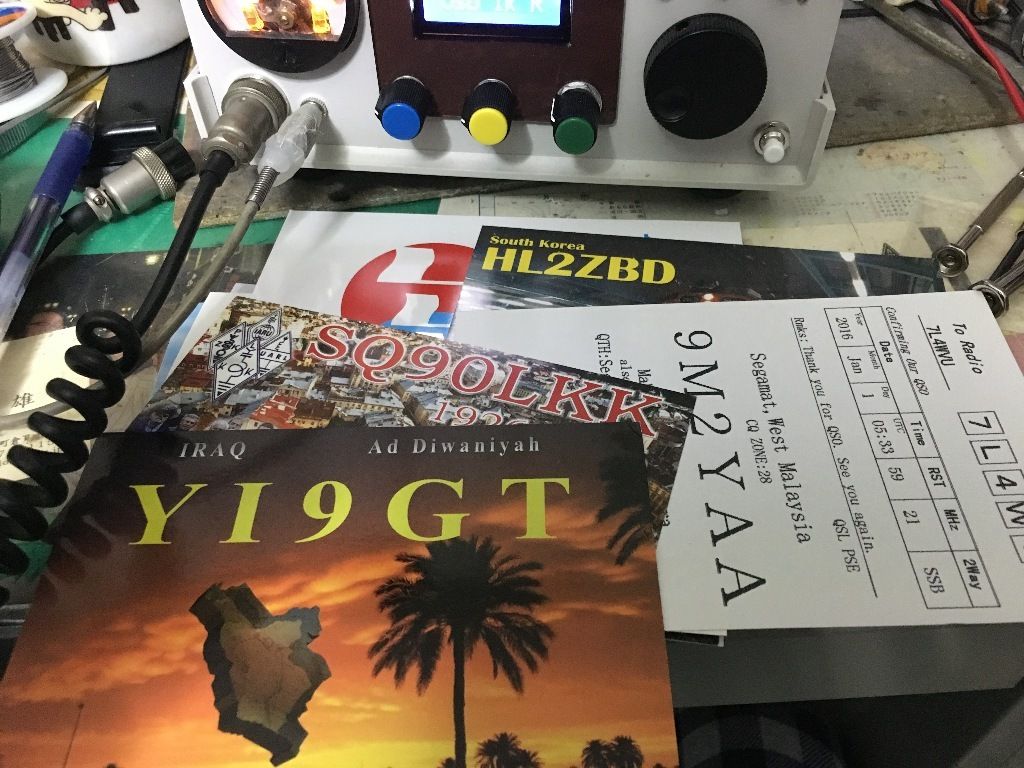 South Korea
HL2ZBD
SQ90LKK
IRAQ
Ad Diwaniyah
YI9GT
9M2YAA
Segamat, West Malaysia
CQ ZONE:28
To Radio
7L4WVU
7 L 4 W
Confirming Our QSO
Date Time RST MHz 2Way
Year Month Day UTC
2016 Jan 1 05:33 59 21 SSB
Rmks: Thank you for QSO. See you again.
QSL PSE
雄